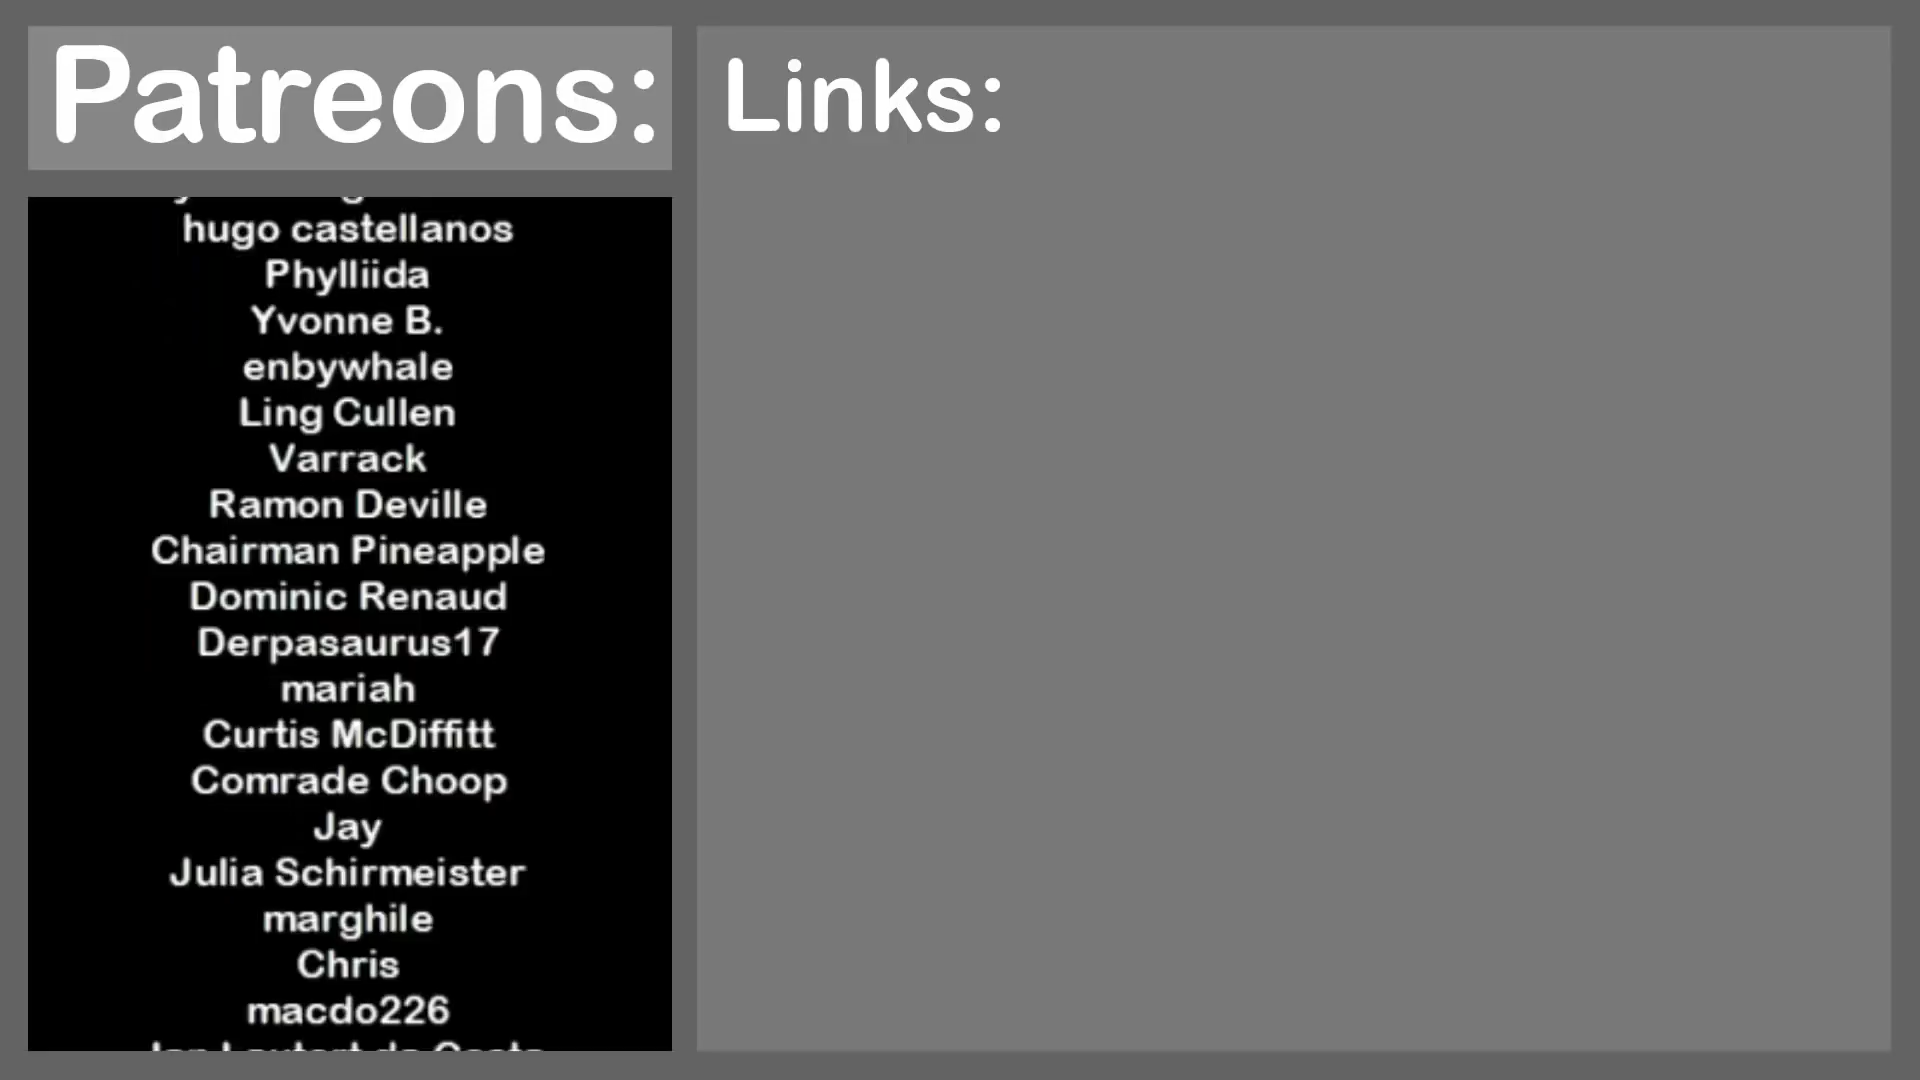 Patreons:
hugo castellanos
Phylliida
Yvonne B.
enbywhale
Ling Cullen
Varrack
Ramon Deville
Chairman Pineapple
Dominic Renaud
Derpasaurus17
mariah
Curtis McDiffitt
Comrade Choop
Jay
Julia Schirmeister
marghile
Chris
macdo226
Links: